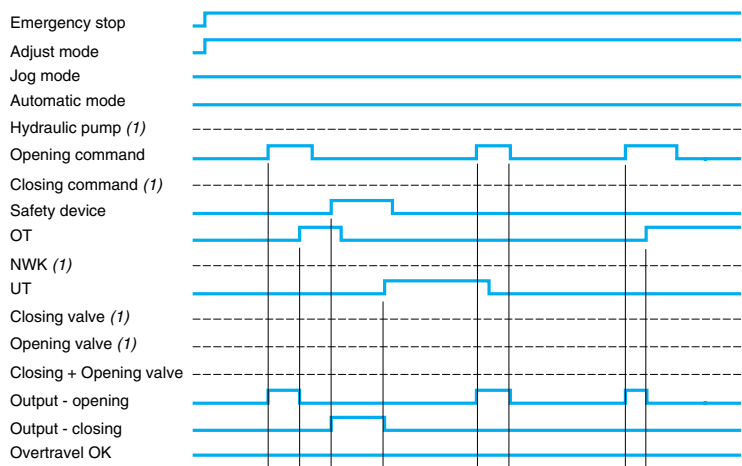 Emergency stop
Adjust mode
Jog mode
Automatic mode
Hydraulic pump (1)
Opening command
Closing command (1)
Safety device
OT
NWK (1)
UT
Closing valve (1)
Opening valve (1)
Closing + Opening valve
Output - opening
Output - closing
Overtravel OK